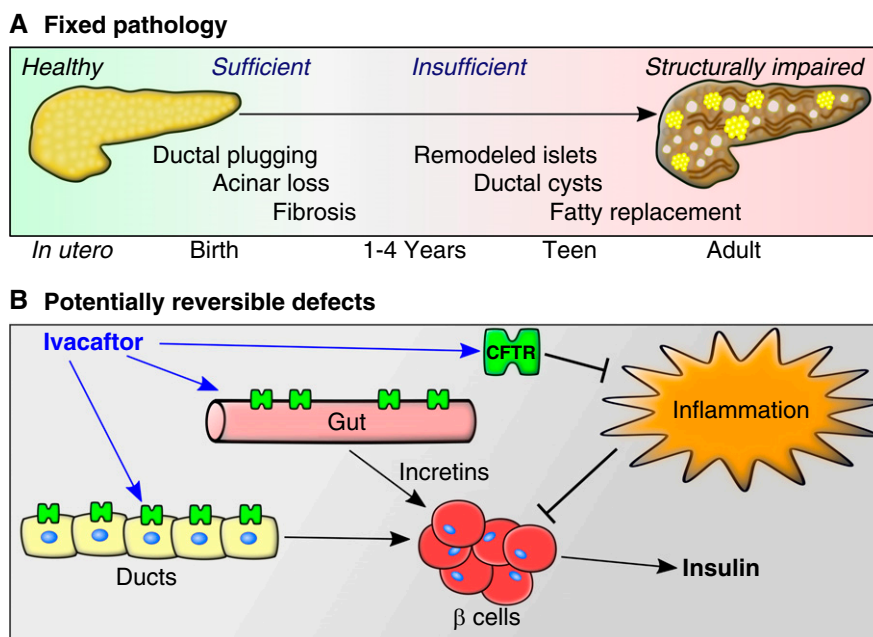 A Fixed pathology
Healthy Sufficient Insufficient Structurally impaired
Ductal plugging Remodeled islets
Acinar loss Ductal cysts
Fibrosis Fatty replacement
In utero Birth 1-4 Years Teen Adult
B Potentially reversible defects
Ivacaftor
CFTR
Inflammation
Gut
Incretins
Ducts
Insulin
β cells